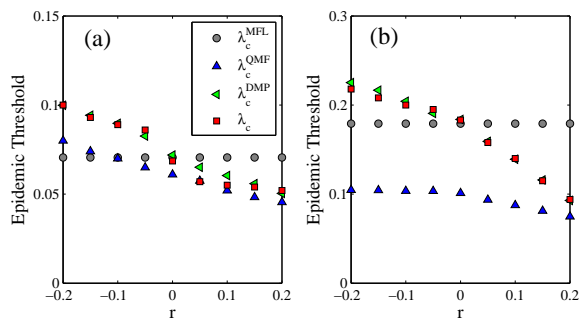 (a)
λc^MFL
λc^QMF
λc^DMP
λc
Epidemic Threshold
0.15
0.1
0.05
0
−0.2
−0.1
0
0.1
0.2
r
(b)
Epidemic Threshold
0.3
0.2
0.1
0
−0.2
−0.1
0
0.1
0.2
r